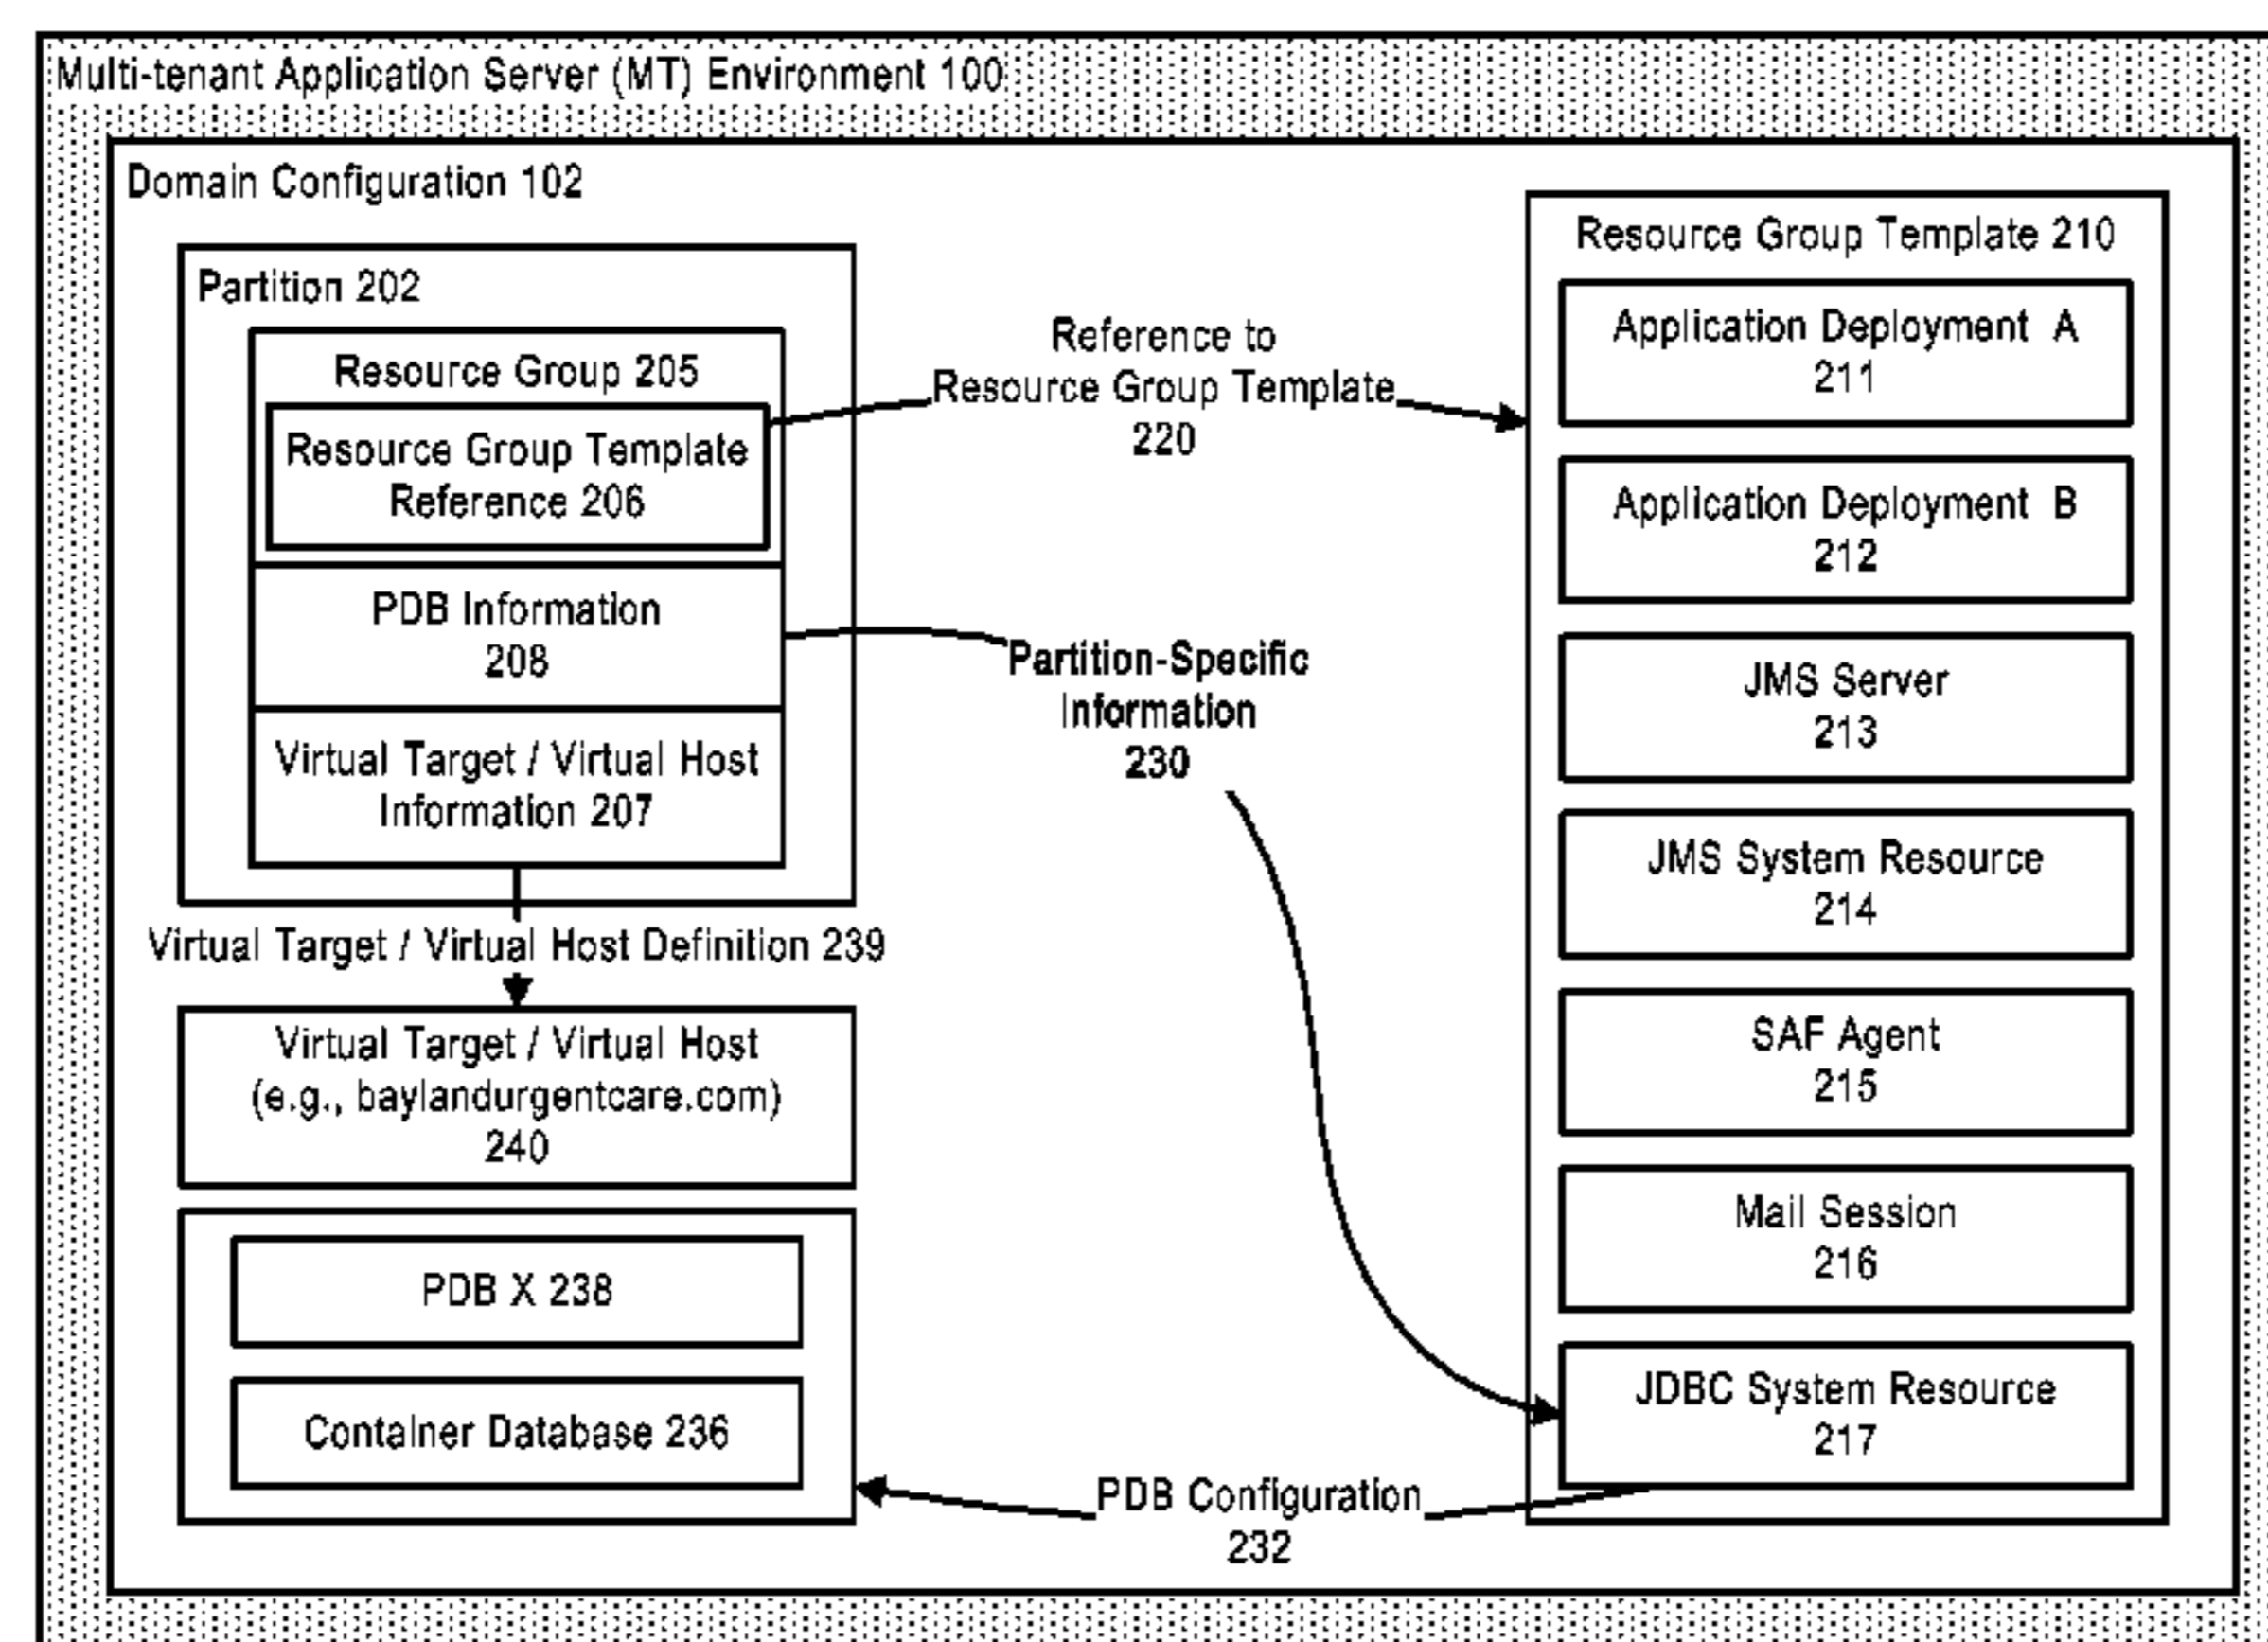 Multi-tenant Application Server (MT) Environment 100
Domain Configuration 102
Partition 202
Resource Group 205
Resource Group Template
Reference 206
PDB Information
208
Virtual Target / Virtual Host
Information 207
Virtual Target / Virtual Host Definition 239
Virtual Target / Virtual Host
(e.g., baylandurgentcare.com)
240
PDB X 238
Container Database 236
Reference to
Resource Group Template
220
Partition-Specific
Information
230
PDB Configuration
232
Resource Group Template 210
Application Deployment A
211
Application Deployment B
212
JMS Server
213
JMS System Resource
214
SAF Agent
215
Mail Session
216
JDBC System Resource
217